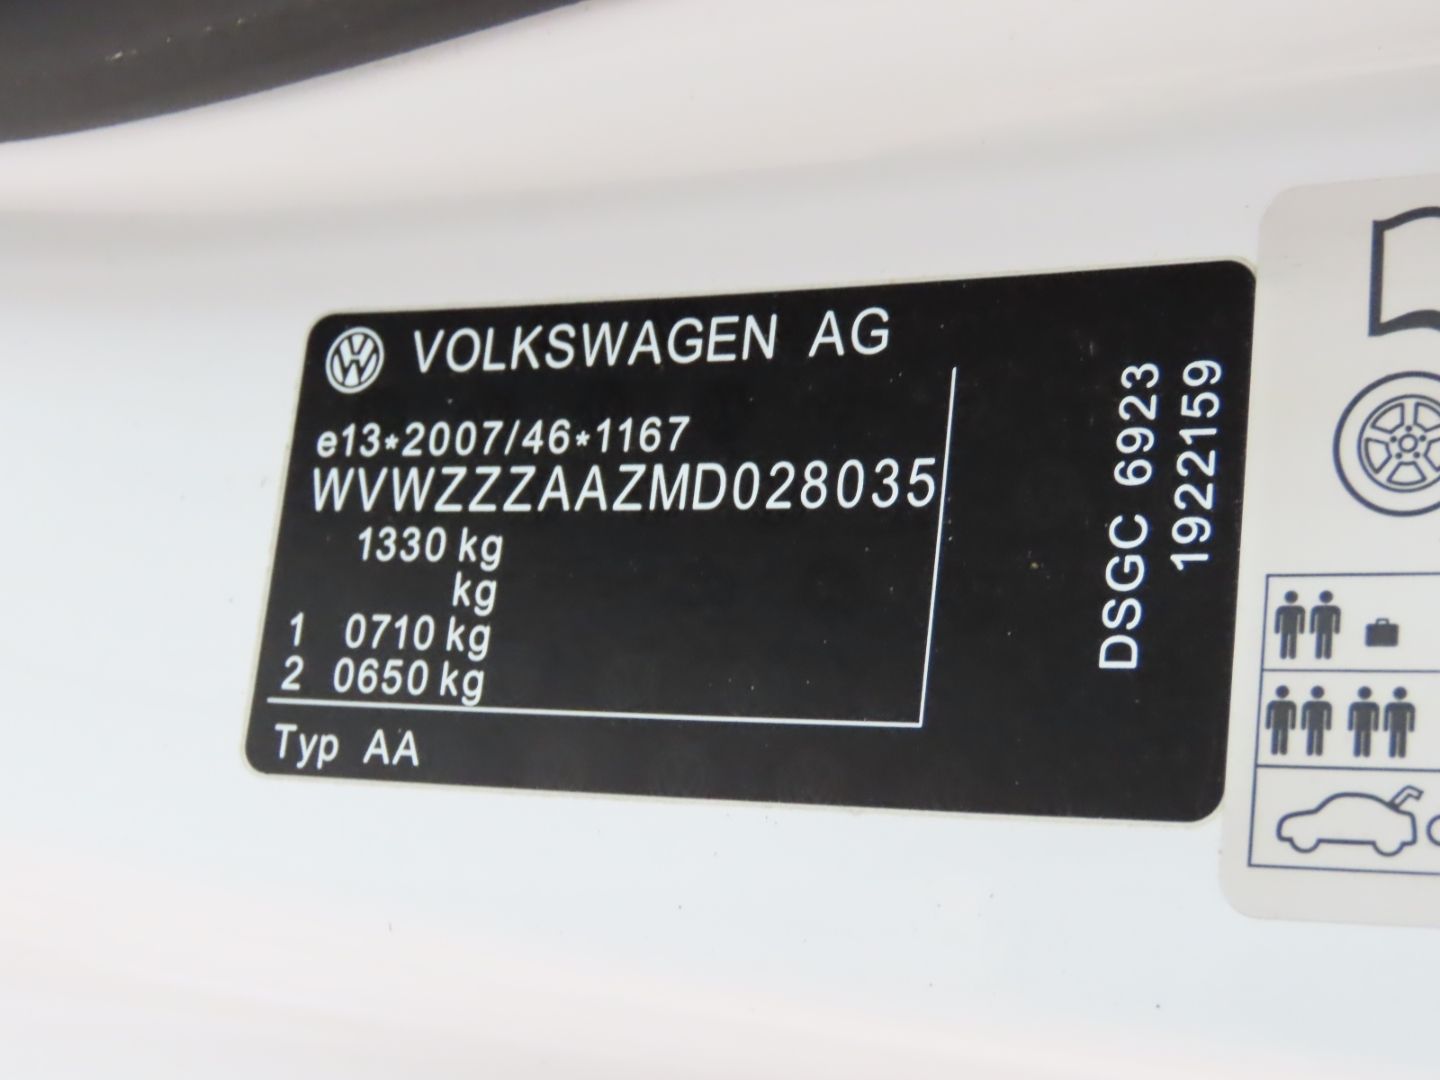 VOLKSWAGEN AG
e13*2007/46*1167
WVWZZZAAZMD028035
1330 kg
kg
1 0710 kg
2 0650 kg
Typ AA
DSGC 6923
1922159